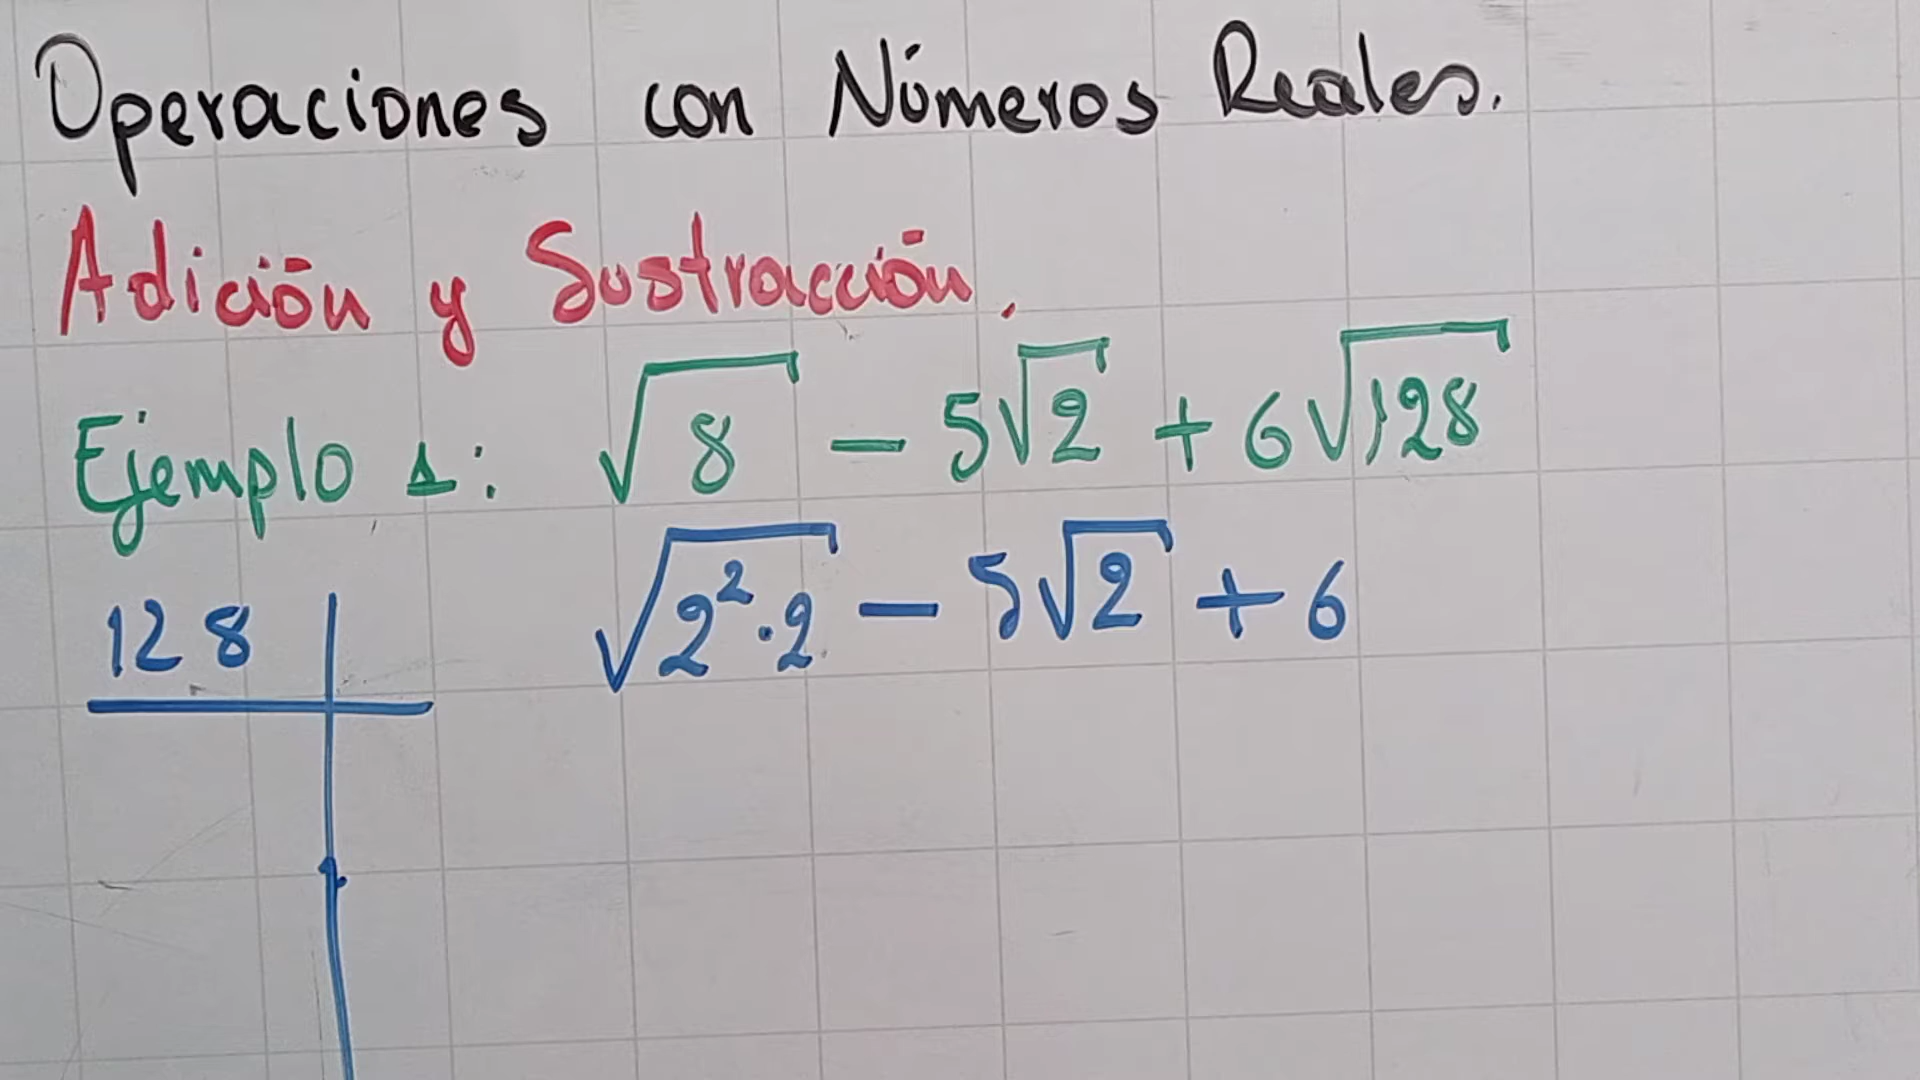 Operaciones con Números Reales.
Adición y Sustracción.
Ejemplo 1: √8 − 5√2 + 6√128
√2²·2 − 5√2 + 6
128